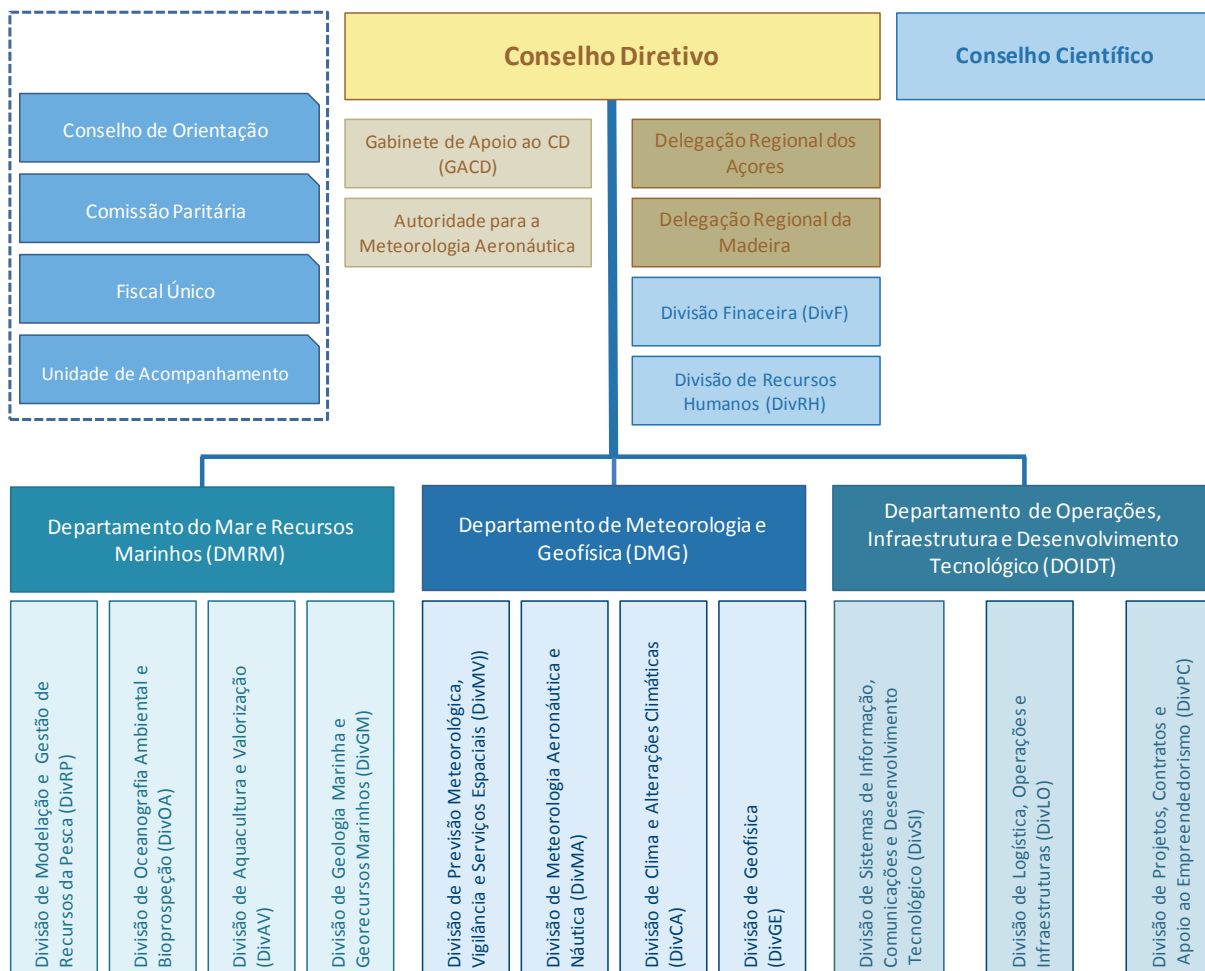 Conselho Diretivo
Conselho Científico
Conselho de Orientação
Comissão Paritária
Fiscal Único
Unidade de Acompanhamento
Gabinete de Apoio ao CD
(GACD)
Autoridade para a
Meteorologia Aeronáutica
Delegação Regional dos
Açores
Delegação Regional da
Madeira
Divisão Finaceira (DivF)
Divisão de Recursos
Humanos (DivRH)
Departamento do Mar e Recursos
Marinhos (DMRM)
Departamento de Meteorologia e
Geofísica (DMG)
Departamento de Operações,
Infraestrutura e Desenvolvimento
Tecnológico (DOIDT)
Divisão de Modelação e Gestão de
Recursos da Pesca (DivRP)
Divisão de Oceanografia Ambiental e
Bioprospeção (DivOA)
Divisão de Aquacultura e Valorização
(DivAV)
Divisão de Geologia Marinha e
Georecursos Marinhos (DivGM)
Divisão de Previsão Meteorológica,
Vigilância e Serviços Espaciais (DivMV))
Divisão de Meteorologia Aeronáutica e
Náutica (DivMA)
Divisão de Clima e Alterações Climáticas
(DivCA)
Divisão de Geofísica
(DivGE)
Divisão de Sistemas de Informação,
Comunicações e Desenvolvimento
Tecnológico (DivSI)
Divisão de Logística, Operações e
Infraestruturas (DivLO)
Divisão de Projetos, Contratos e
Apoio ao Empreendedorismo (DivPC)